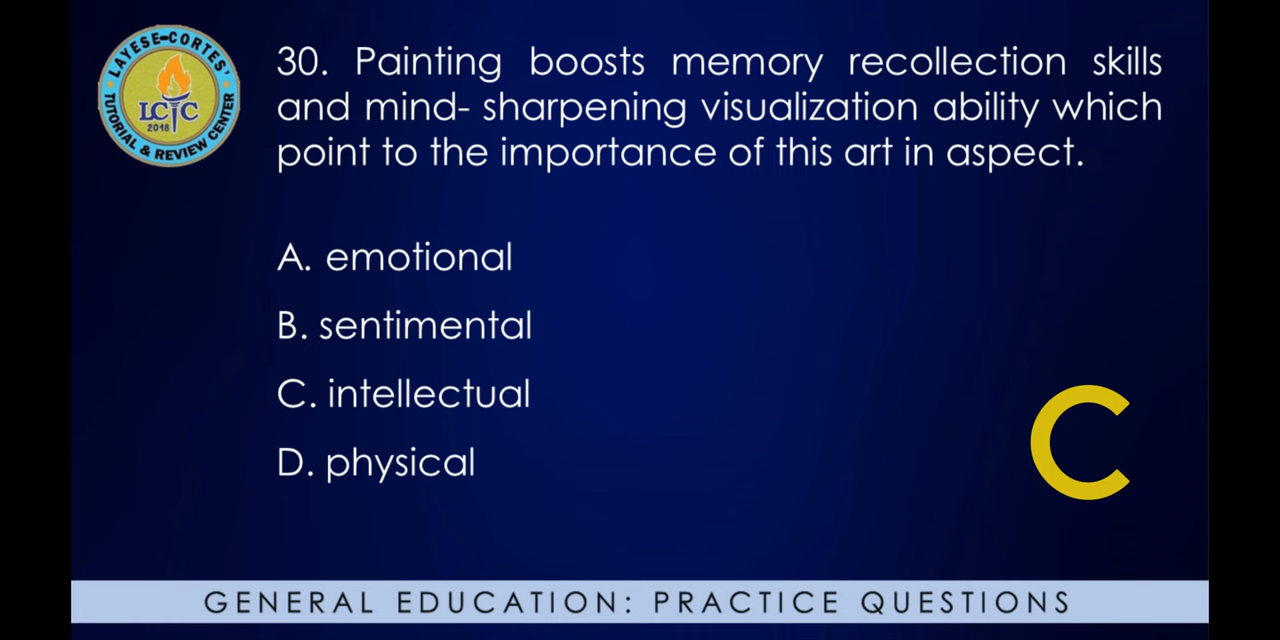 LAYESE-CORTES'
LCTC
2018
TUTORIAL & REVIEW CENTER
30. Painting boosts memory recollection skills
and mind- sharpening visualization ability which
point to the importance of this art in aspect.
A. emotional
B. sentimental
C. intellectual
D. physical
C
GENERAL EDUCATION: PRACTICE QUESTIONS